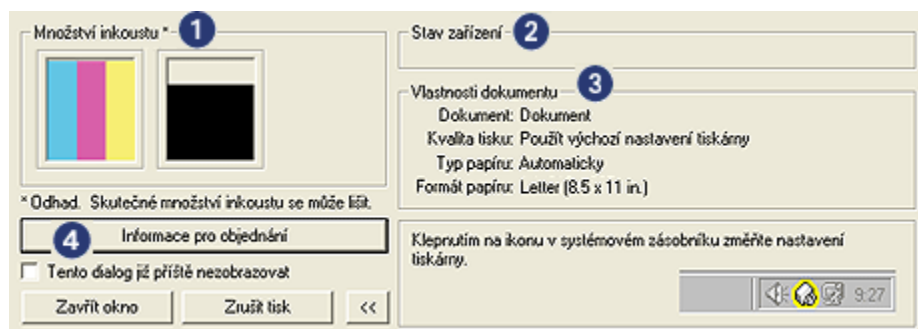 Množství inkoustu *
1
* Odhad. Skutečné množství inkoustu se může lišit.
4
Informace pro objednání
Tento dialog již příště nezobrazovat
Zavřít okno
Zrušit tisk
<<
Stav zařízení
2
Vlastnosti dokumentu
3
Dokument: Dokument
Kvalita tisku: Použít výchozí nastavení tiskárny
Typ papíru: Automaticky
Formát papíru: Letter (8.5 x 11 in.)
Klepnutím na ikonu v systémovém zásobníku změňte nastavení
tiskárny.
9:27